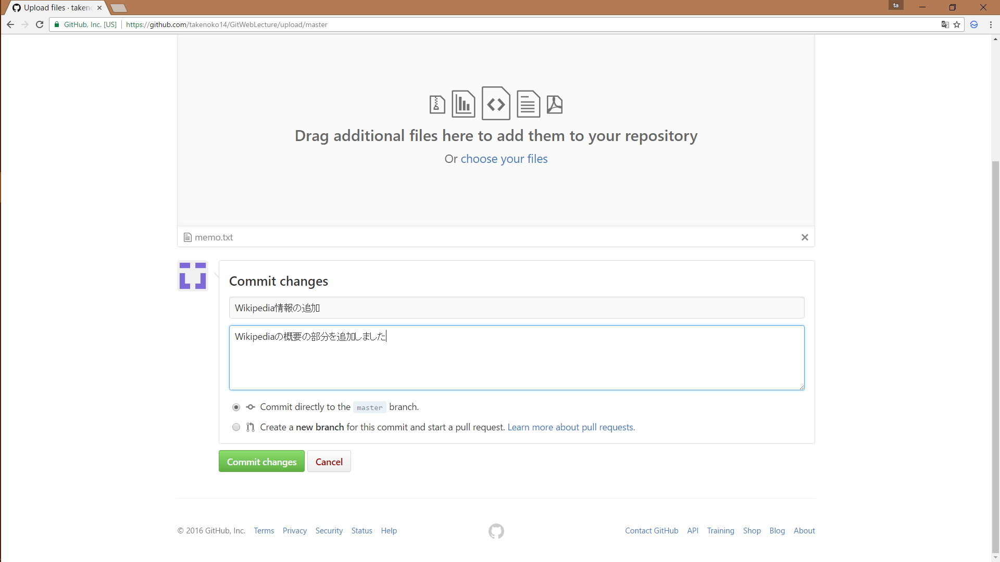 Upload files · takeno
ta
GitHub, Inc. [US]
https://github.com/takenoko14/GitWebLecture/upload/master
Drag additional files here to add them to your repository
Or choose your files
memo.txt
Commit changes
Wikipedia情報の追加
Wikipediaの概要の部分を追加しました
Commit directly to the master branch.
Create a new branch for this commit and start a pull request. Learn more about pull requests.
Commit changes Cancel
© 2016 GitHub, Inc. Terms Privacy Security Status Help
Contact GitHub API Training Shop Blog About